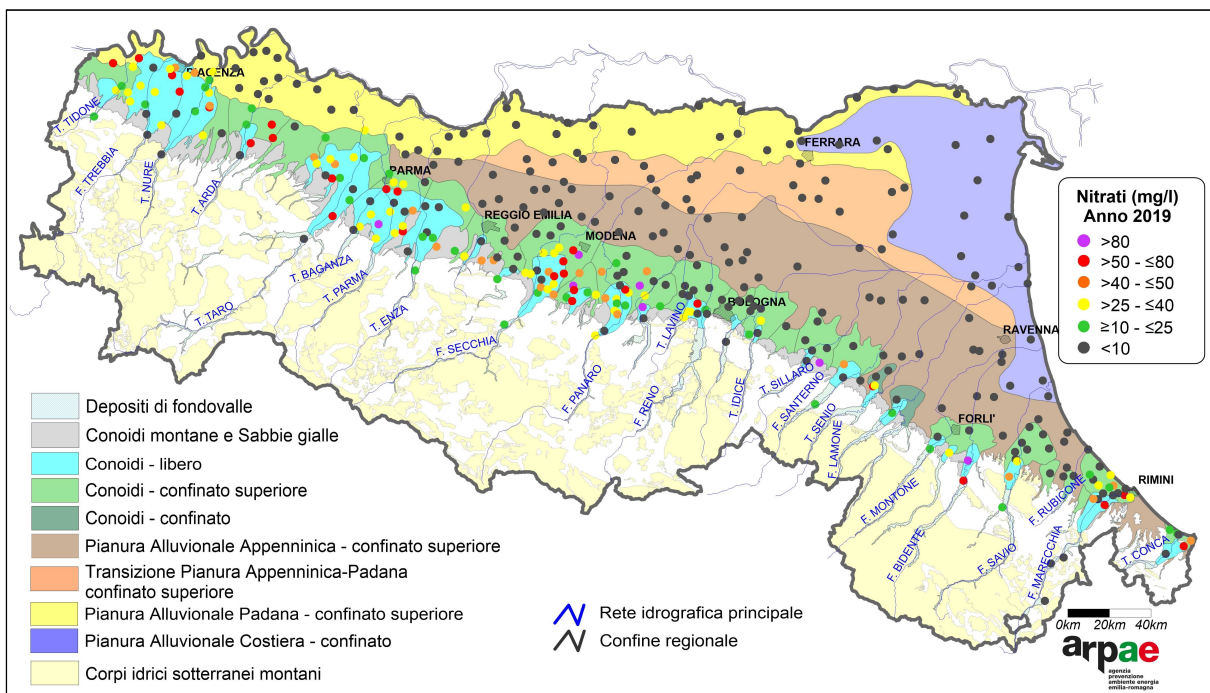 PIACENZA
T. TIDONE
F. TREBBIA
T. NURE
T. ARDA
PARMA
REGGIO EMILIA
MODENA
BOLOGNA
FERRARA
RAVENNA
FORLI'
RIMINI
T. TARO
T. BAGANZA
T. PARMA
T. ENZA
F. SECCHIA
F. PANARO
F. RENO
T. LAVINO
T. IDICE
T. SILLARO
F. SANTERNO
T. SENIO
F. LAMONE
F. MONTONE
F. BIDENTE
F. SAVIO
F. RUBICONE
F. MARECCHIA
T. CONCA
Nitrati (mg/l)
Anno 2019
>80
>50 - ≤80
>40 - ≤50
>25 - ≤40
≥10 - ≤25
<10
Depositi di fondovalle
Conoidi montane e Sabbie gialle
Conoidi - libero
Conoidi - confinato superiore
Conoidi - confinato
Pianura Alluvionale Appenninica - confinato superiore
Transizione Pianura Appenninica-Padana
confinato superiore
Pianura Alluvionale Padana - confinato superiore
Pianura Alluvionale Costiera - confinato
Corpi idrici sotterranei montani
Rete idrografica principale
Confine regionale
0km 20km 40km
arpae
agenzia
prevenzione
ambiente energia
emilia-romagna